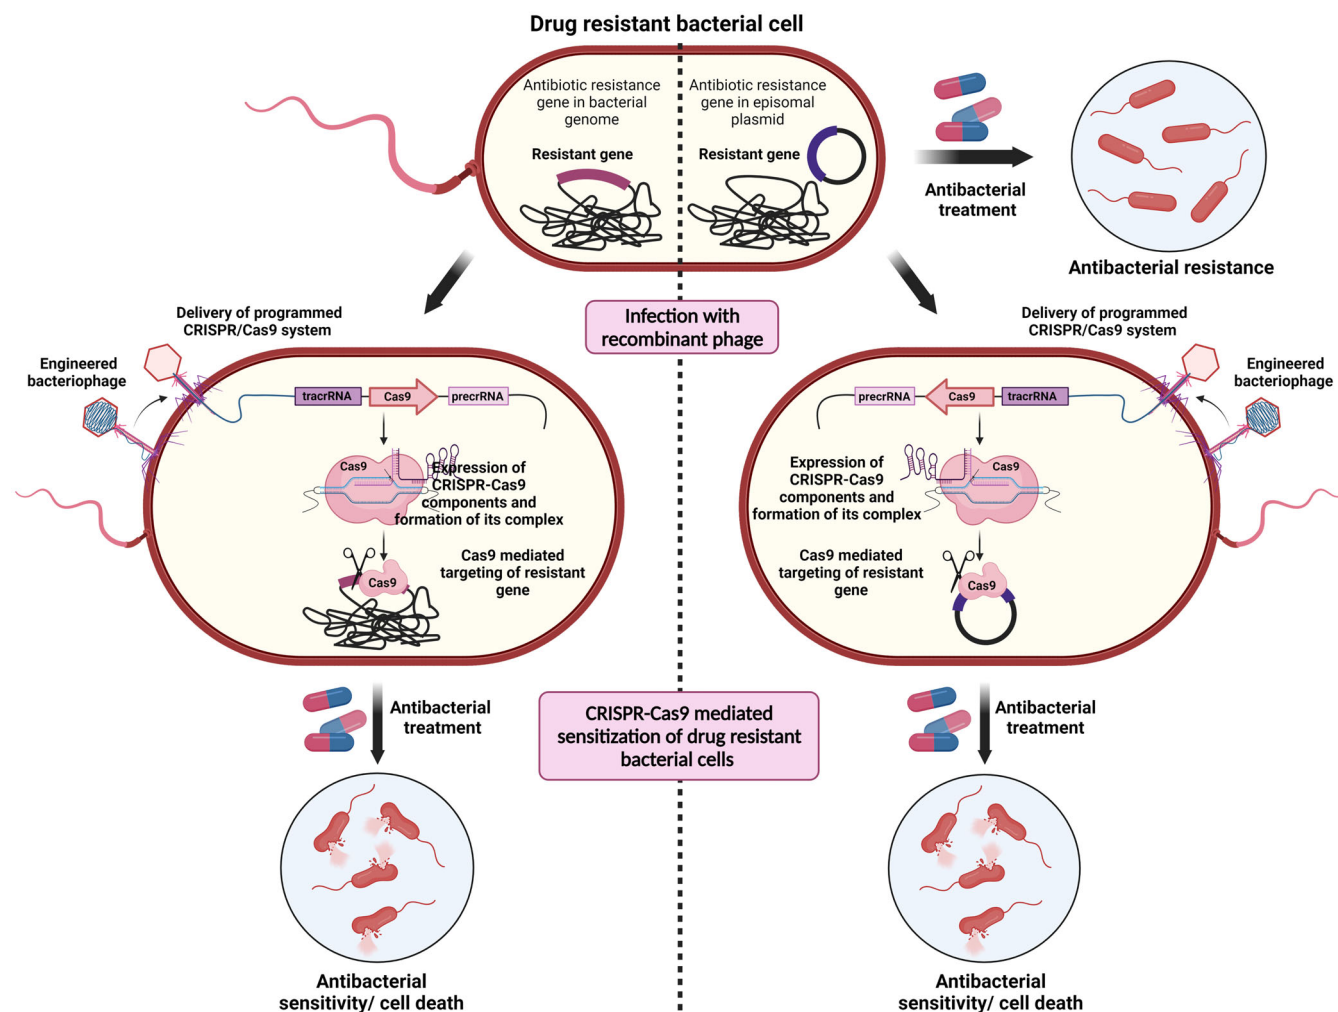 Drug resistant bacterial cell
Antibiotic resistance
gene in bacterial
genome
Resistant gene
Antibiotic resistance
gene in episomal
plasmid
Resistant gene
Antibacterial
treatment
Antibacterial resistance
Infection with
recombinant phage
Delivery of programmed
CRISPR/Cas9 system
Engineered
bacteriophage
tracrRNA
Cas9
precrRNA
Cas9
Expression of
CRISPR-Cas9
components and
formation of its complex
Cas9 mediated
targeting of resistant
gene
Cas9
Delivery of programmed
CRISPR/Cas9 system
Engineered
bacteriophage
precrRNA
Cas9
tracrRNA
Expression of
CRISPR-Cas9
components and
formation of its complex
Cas9
Cas9 mediated
targeting of resistant
gene
Cas9
Antibacterial
treatment
CRISPR-Cas9 mediated
sensitization of drug resistant
bacterial cells
Antibacterial
treatment
Antibacterial
sensitivity/ cell death
Antibacterial
sensitivity/ cell death